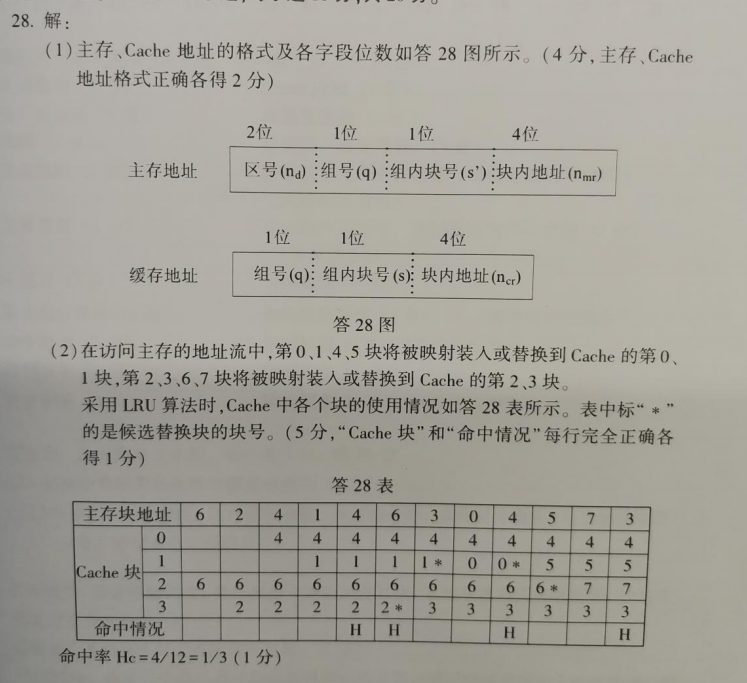 28. 解：
(1)主存、Cache 地址的格式及各字段位数如答 28 图所示。(4 分,主存、Cache
地址格式正确各得 2 分)
2位 1位 1位 4位
主存地址 区号(nd) 组号(q) 组内块号(s') 块内地址(nmr)
1位 1位 4位
缓存地址 组号(q) 组内块号(s) 块内地址(ncr)
答 28 图
(2)在访问主存的地址流中,第 0、1、4、5 块将被映射装入或替换到 Cache 的第 0、
1 块,第 2、3、6、7 块将被映射装入或替换到 Cache 的第 2、3 块。
采用 LRU 算法时,Cache 中各个块的使用情况如答 28 表所示。表中标“ * ”
的是候选替换块的块号。(5 分,“Cache 块”和“命中情况”每行完全正确各
得 1 分)
答 28 表
主存块地址 6 2 4 1 4 6 3 0 4 5 7 3
0 4 4 4 4 4 4 4 4 4 4
Cache 块 1 1 1 1 1 * 0 0 * 5 5 5
2 6 6 6 6 6 6 6 6 6 6 * 7 7
3 2 2 2 2 2 * 3 3 3 3 3 3
命中情况 H H H H
命中率 Hc=4/12=1/3 (1 分)